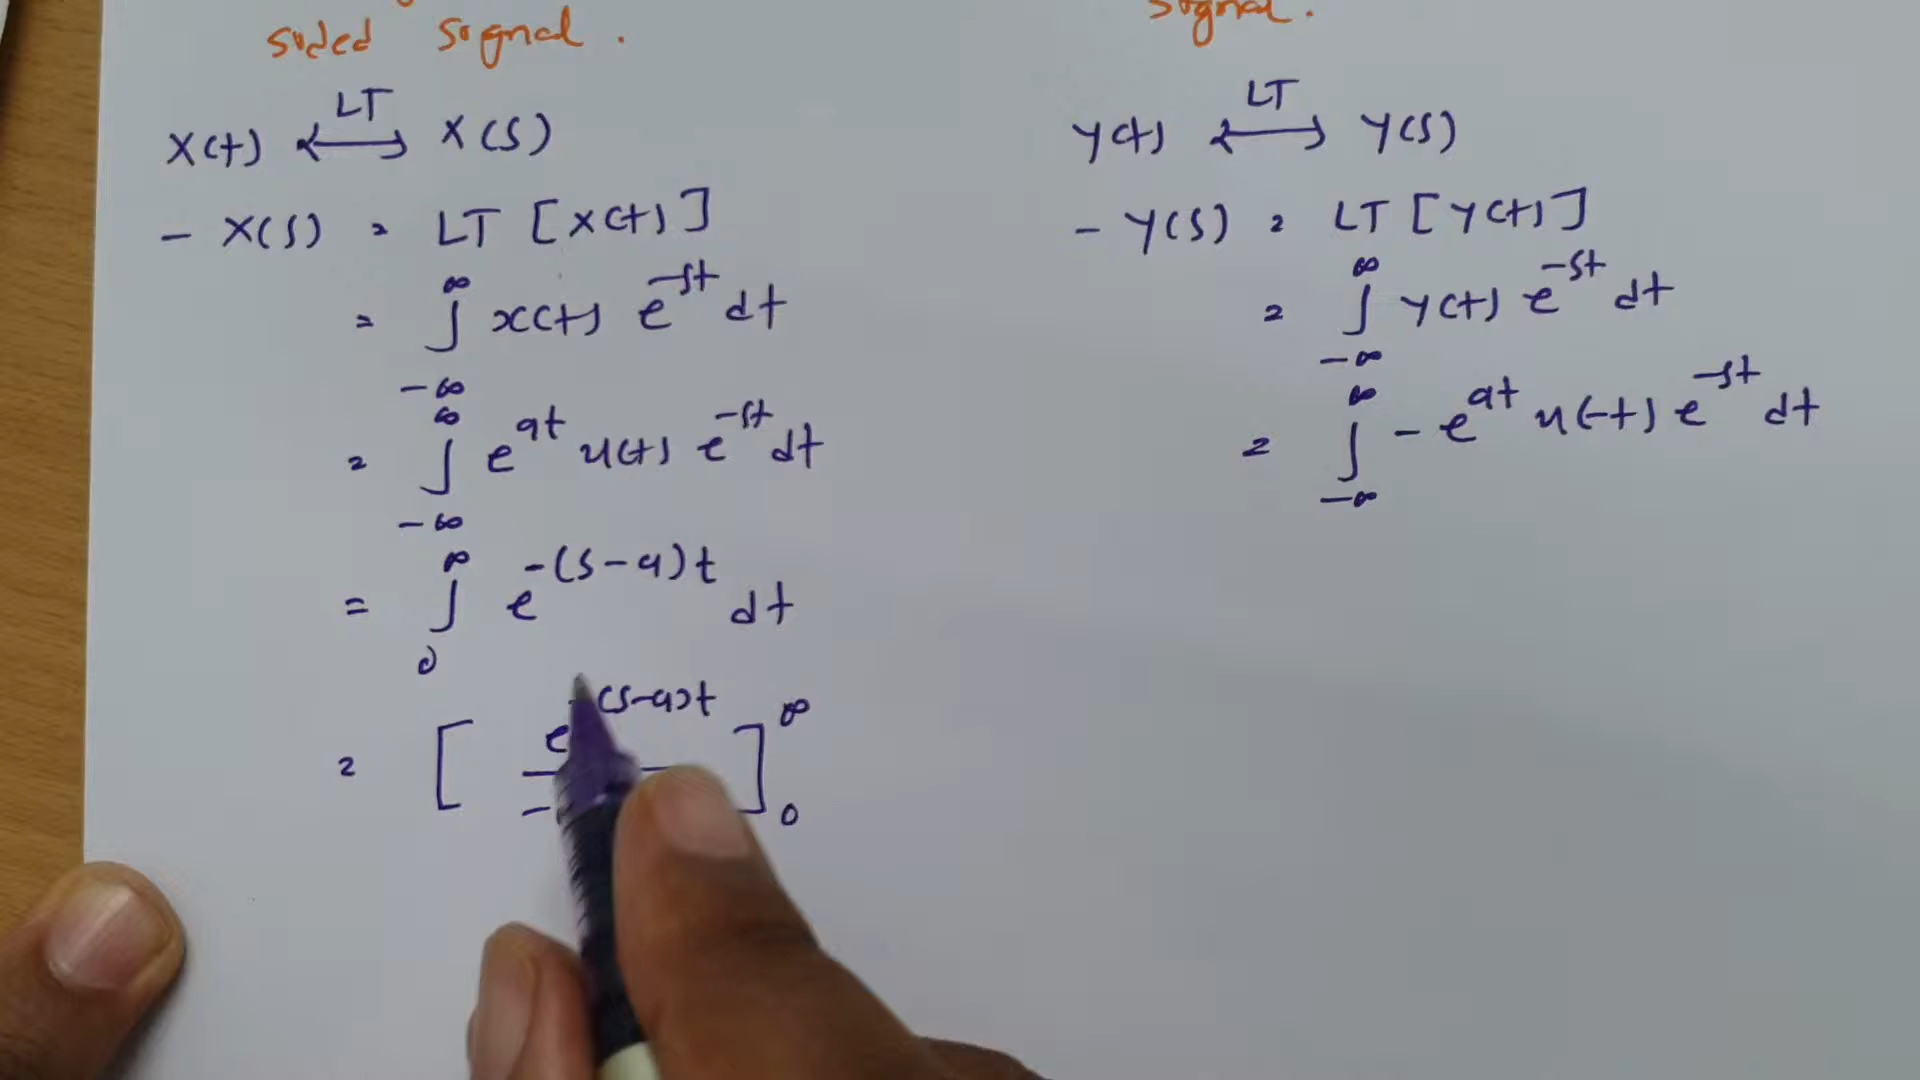 sided signal.
x(t) <-LT-> X(s)
- X(s) = LT [x(t)]
= ∫_{-∞}^{∞} x(t) e^{-st} dt
= ∫_{-∞}^{∞} e^{at} u(t) e^{-st} dt
= ∫_{0}^{∞} e^{-(s-a)t} dt
= [ e^{(s-a)t} / - ]_{0}^{∞}
signal.
y(t) <-LT-> Y(s)
- Y(s) = LT [y(t)]
= ∫_{-∞}^{∞} y(t) e^{-st} dt
= ∫_{-∞}^{∞} - e^{at} u(-t) e^{-st} dt